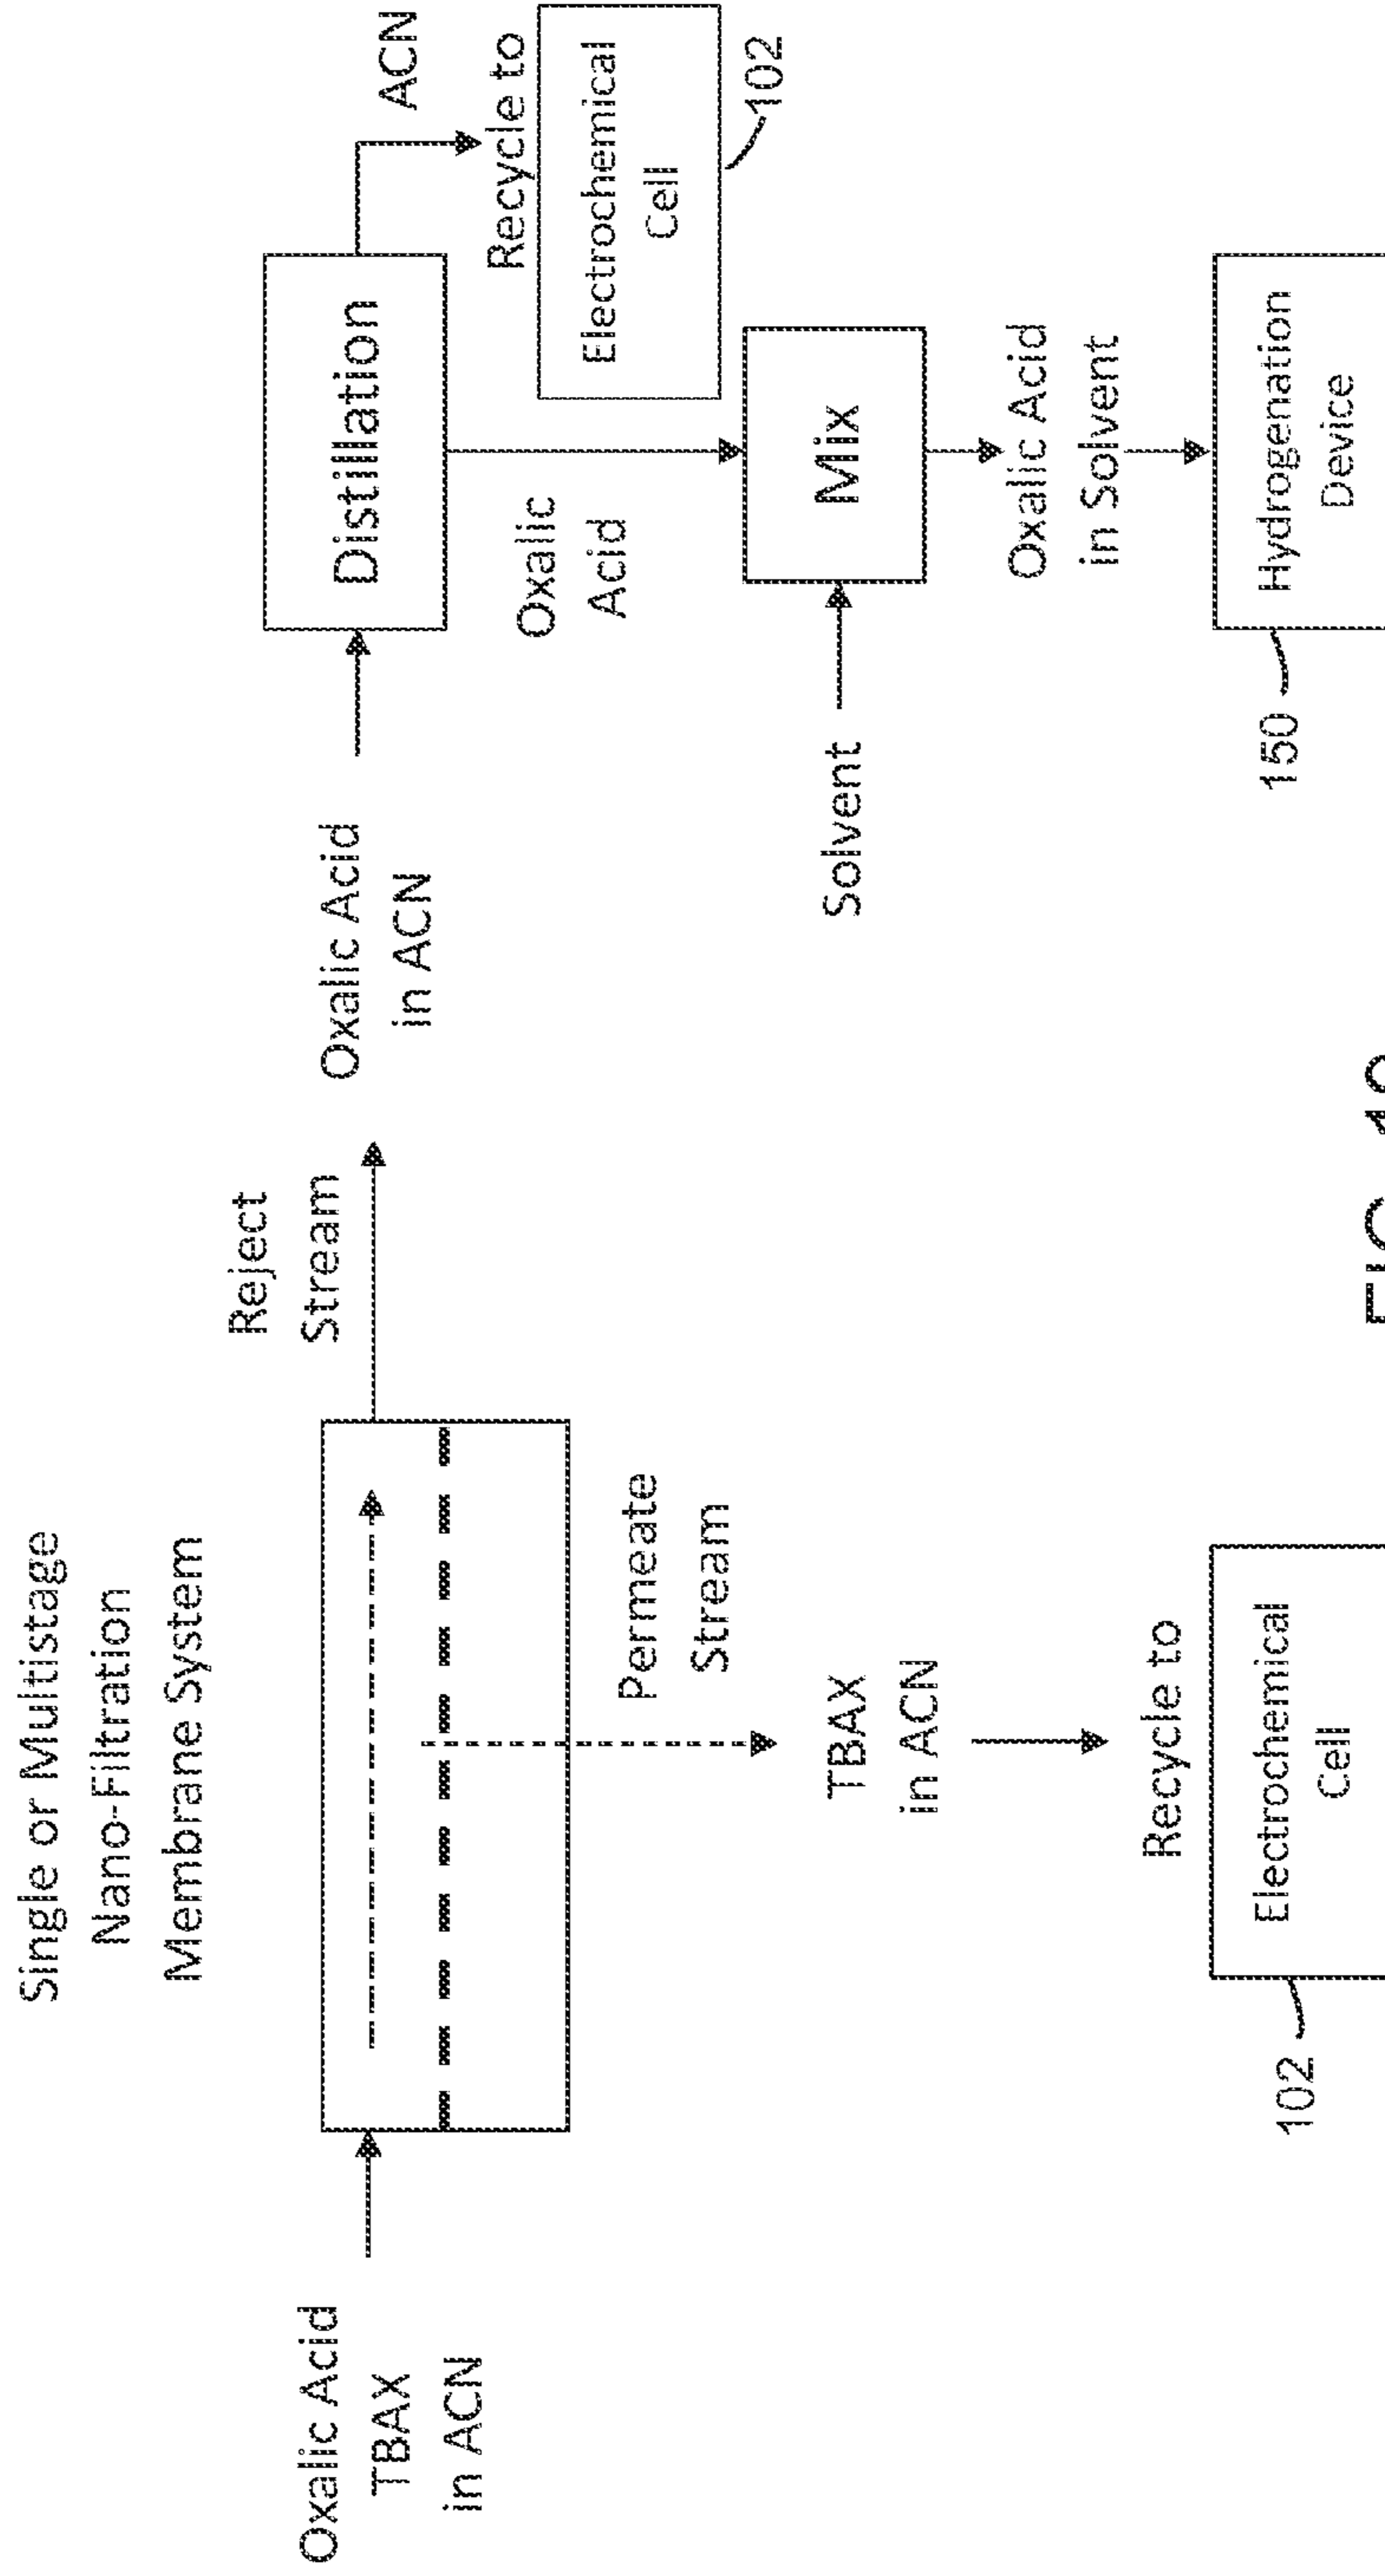 Single or Multistage
Nano-Filtration
Membrane System
Oxalic Acid
TBAX
in ACN
Reject
Stream
Permeate
Stream
TBAX
in ACN
Recycle to
Electrochemical
Cell
102
Oxalic Acid
in ACN
Distillation
ACN
Recycle to
Electrochemical
Cell
102
Oxalic
Acid
Solvent
Mix
Oxalic Acid
in Solvent
Hydrogenation
Device
150